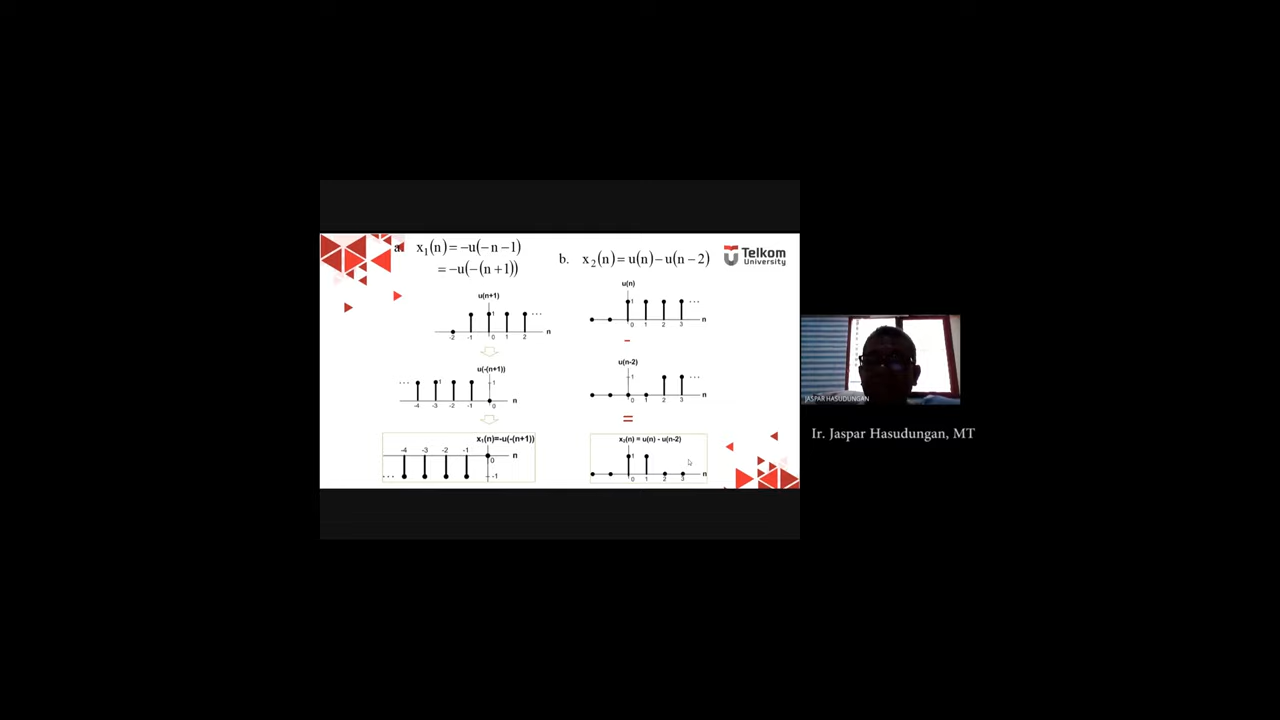 a. x₁(n) = −u(−n −1)
= −u(−(n +1))
u(n+1)
1
...
n
-2 -1 0 1 2
u(-(n+1))
... 1 1
n
-4 -3 -2 -1 0
x₁(n)=-u(-(n+1))
-4 -3 -2 -1 0 n
... -1
b. x₂(n) = u(n) − u(n − 2)
Telkom
University
u(n)
1 ...
n
0 1 2 3
-
u(n-2)
1 ...
n
0 1 2 3
=
x₂(n) = u(n) - u(n-2)
1
n
0 1 2 3
JASPAR HASUDUNGAN
Ir. Jaspar Hasudungan, MT